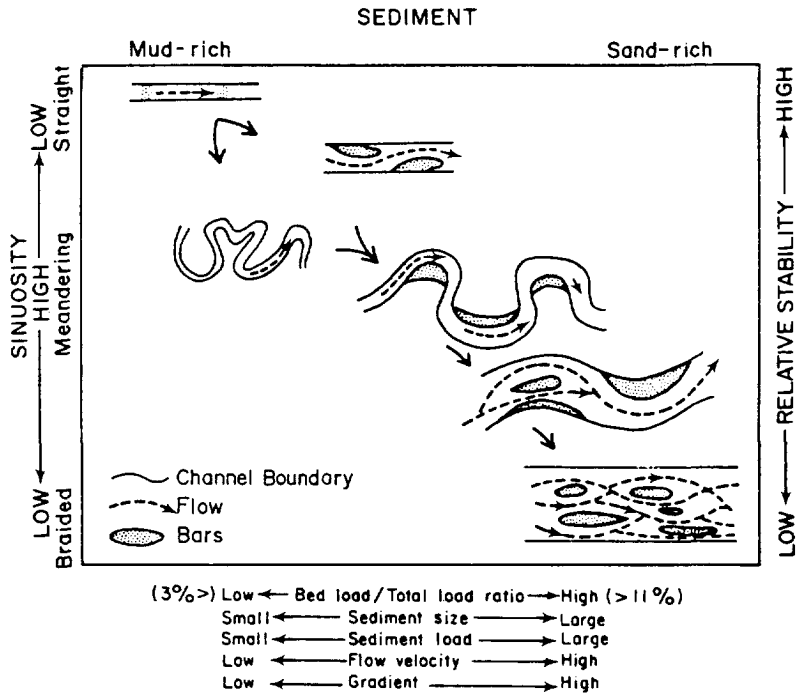 SEDIMENT
Mud-rich Sand-rich
SINUOSITY
LOW HIGH LOW
Straight Meandering Braided
HIGH
RELATIVE STABILITY
LOW
Channel Boundary
Flow
Bars
(3%>) Low Bed load/Total load ratio High (>11%)
Small Sediment size Large
Small Sediment load Large
Low Flow velocity High
Low Gradient High